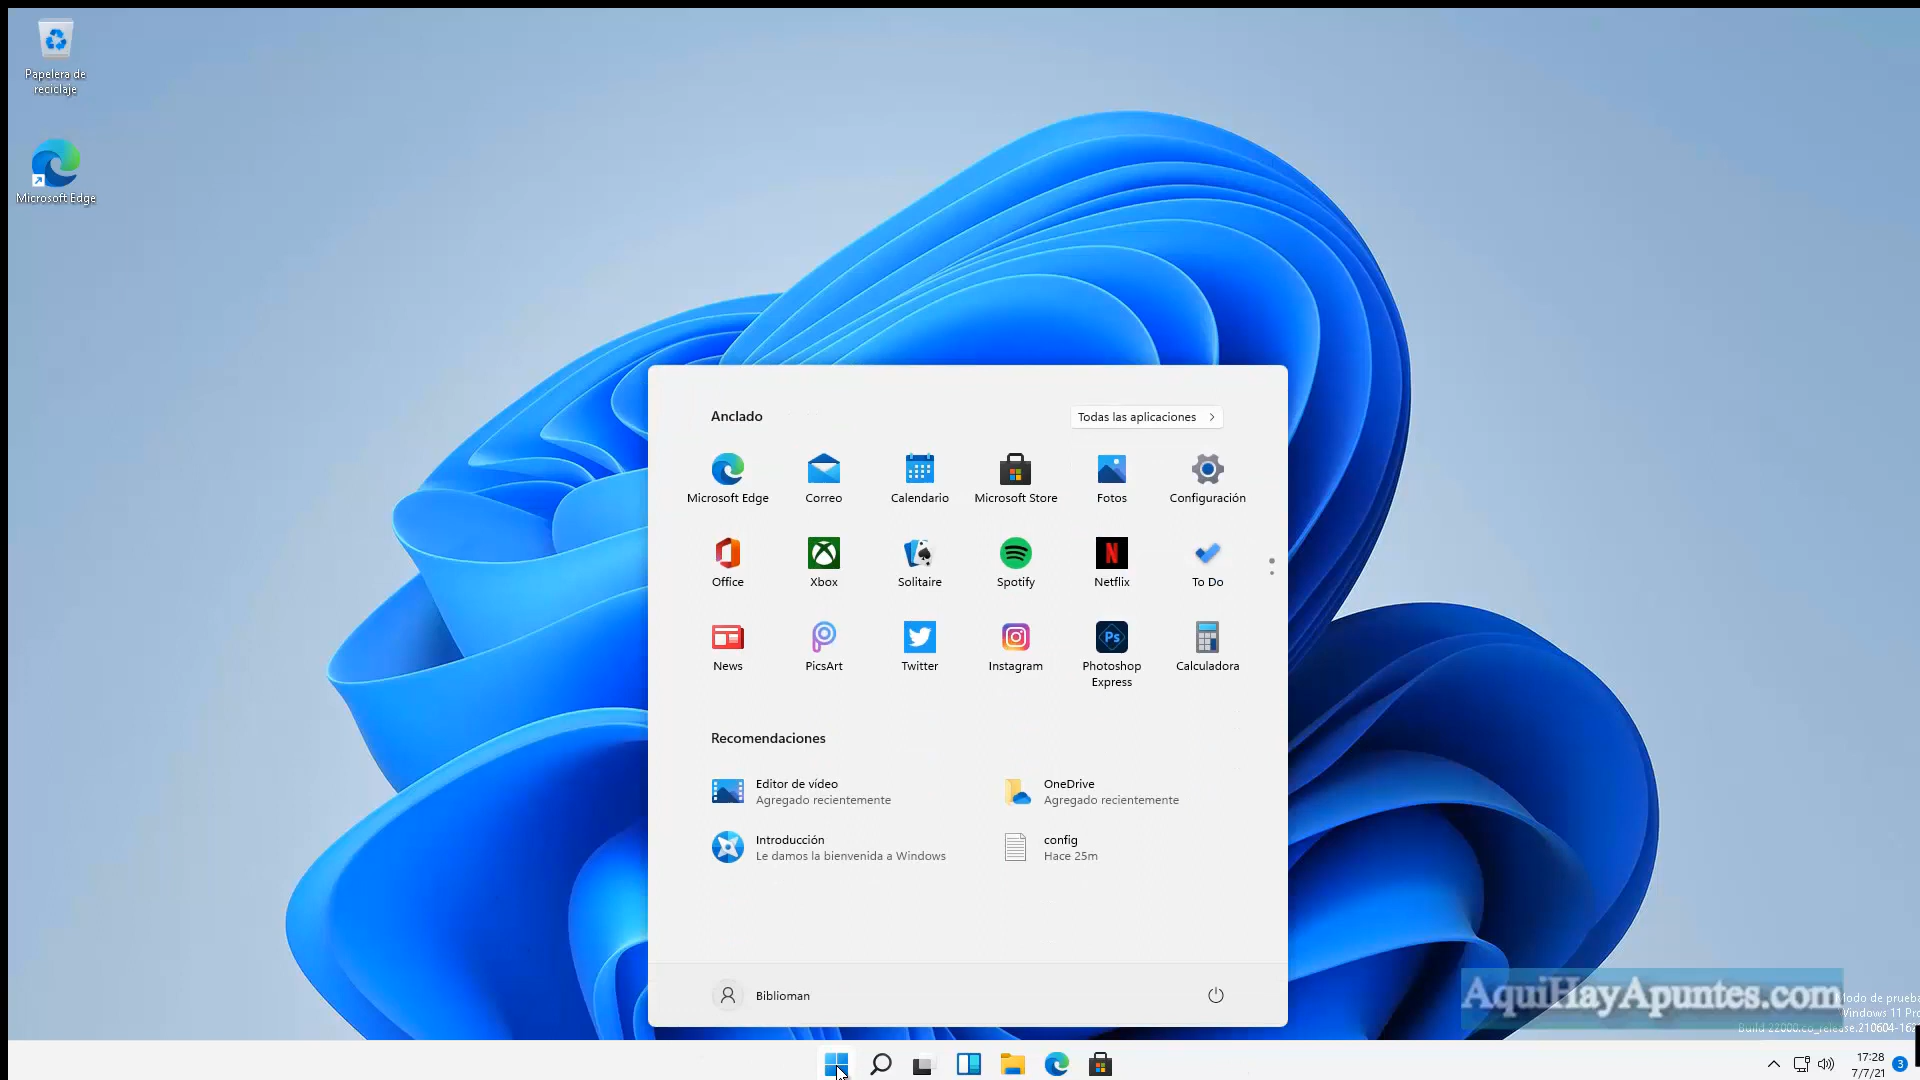 Papelera de
reciclaje
Microsoft Edge
Anclado
Todas las aplicaciones
Microsoft Edge
Correo
Calendario
Microsoft Store
Fotos
Configuración
Office
Xbox
Solitaire
Spotify
Netflix
To Do
News
PicsArt
Twitter
Instagram
Ps
Photoshop
Express
Calculadora
Recomendaciones
Editor de vídeo
Agregado recientemente
OneDrive
Agregado recientemente
Introducción
Le damos la bienvenida a Windows
config
Hace 25m
Biblioman
AquiHayApuntes.com
Modo de prueba
Windows 11 Pro
Build 22000.co_release.210604-162
17:28
7/7/21
3